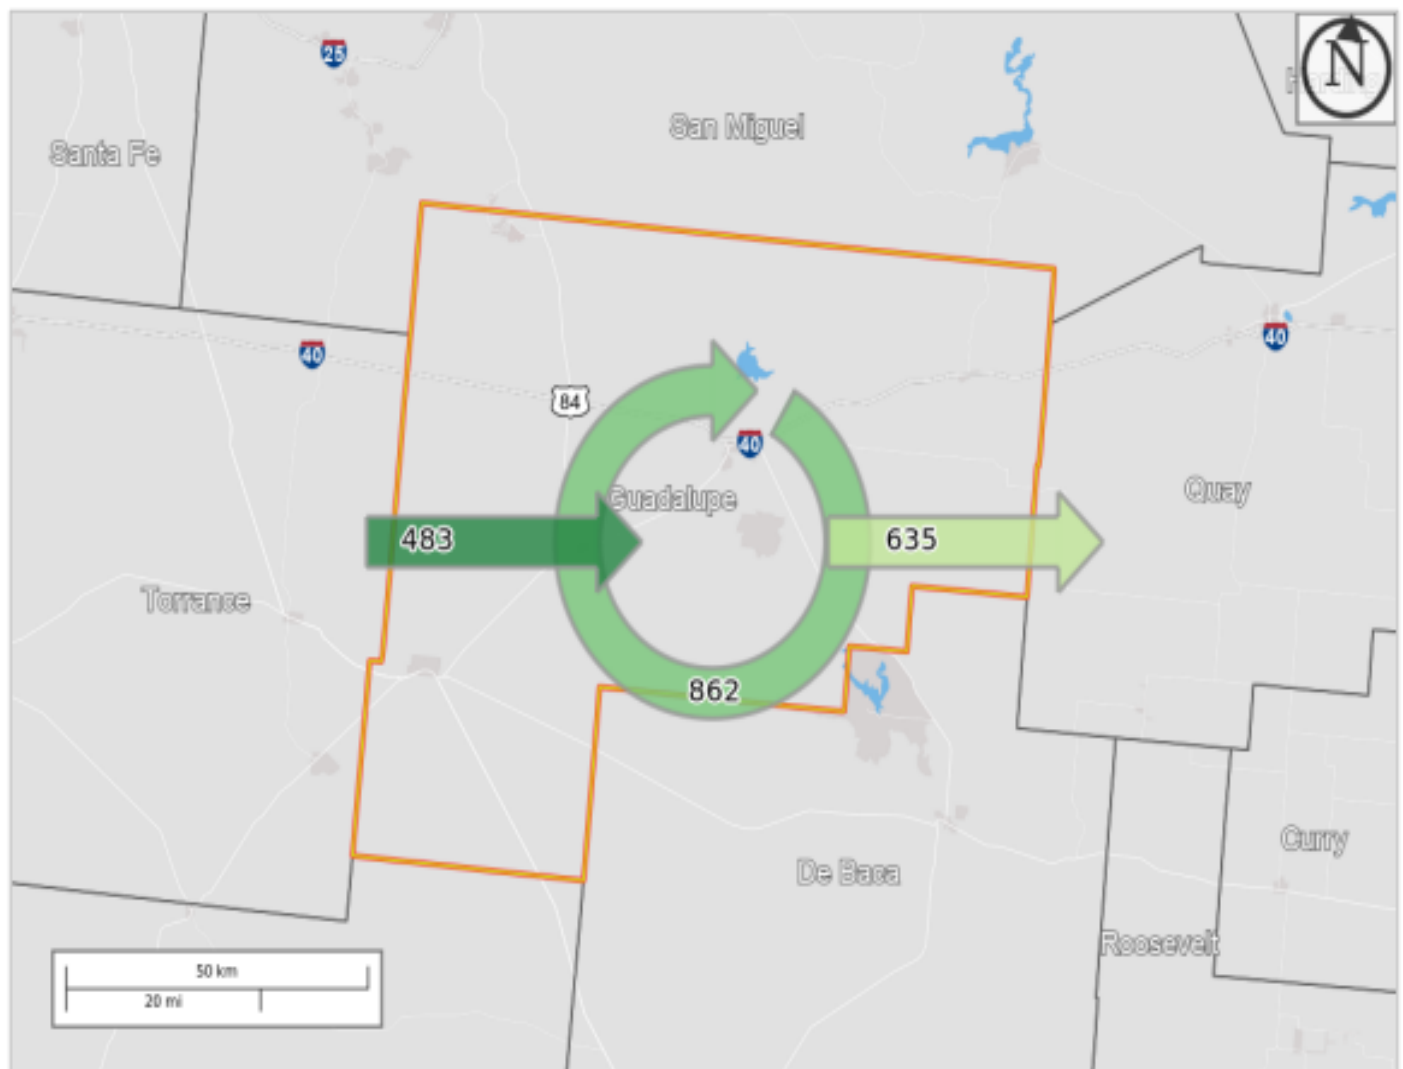 25
N
San Miguel
Santa Fe
40
40
84
40
Quay
Guadalupe
483
635
Torrance
862
Curry
De Baca
Roosevelt
50 km
20 mi